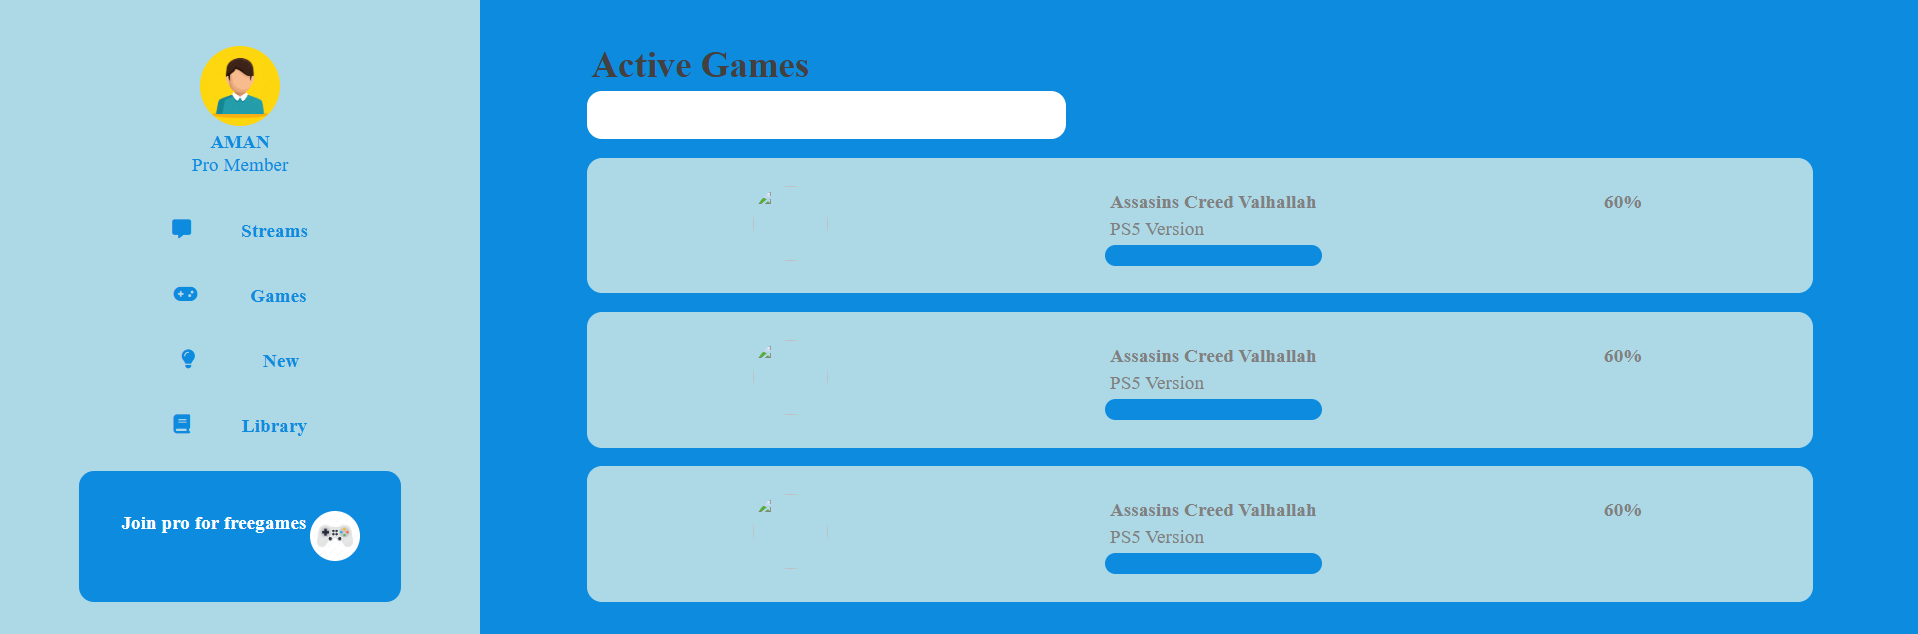 AMAN
Pro Member
Streams
Games
New
Library
Join pro for freegames
Active Games
Assasins Creed Valhallah
60%
PS5 Version
Assasins Creed Valhallah
60%
PS5 Version
Assasins Creed Valhallah
60%
PS5 Version